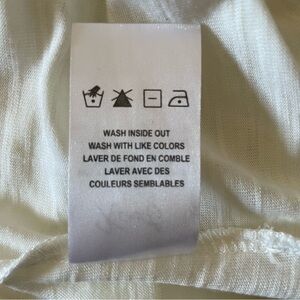 WASH INSIDE OUT
WASH WITH LIKE COLORS
LAVER DE FOND EN COMBLE
LAVER AVEC DES
COULEURS SEMBLABLES